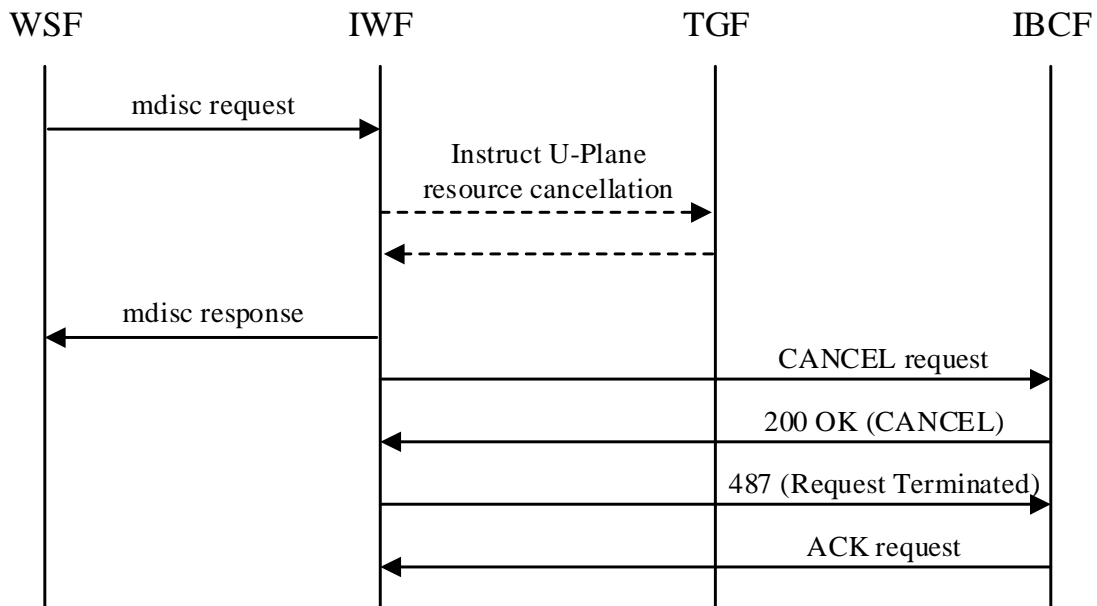 WSF IWF TGF IBCF
mdisc request
Instruct U-Plane
resource cancellation
mdisc response
CANCEL request
200 OK (CANCEL)
487 (Request Terminated)
ACK request